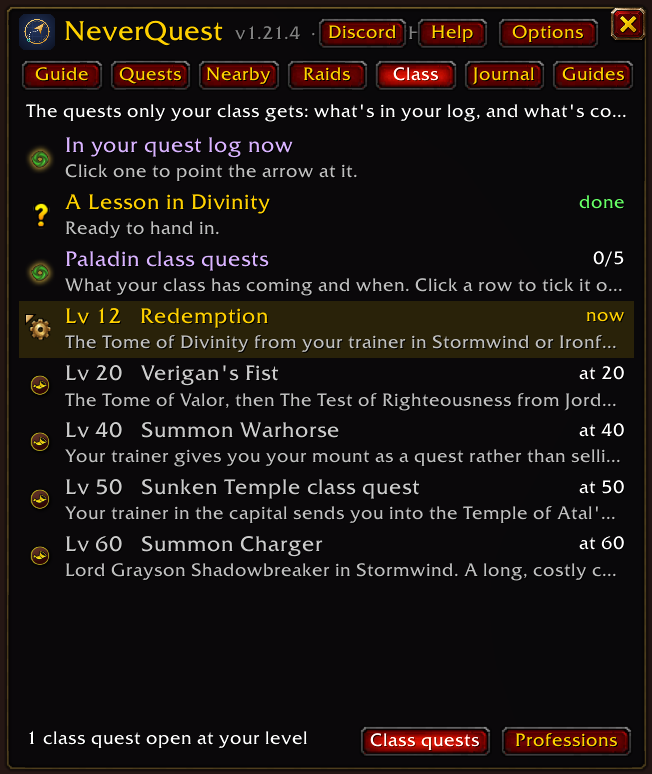 NeverQuest v1.21.4 · Discord H Help Options
Guide Quests Nearby Raids Class Journal Guides
The quests only your class gets: what's in your log, and what's co...
In your quest log now
Click one to point the arrow at it.
A Lesson in Divinity done
Ready to hand in.
Paladin class quests 0/5
What your class has coming and when. Click a row to tick it o...
Lv 12 Redemption now
The Tome of Divinity from your trainer in Stormwind or Ironf...
Lv 20 Verigan's Fist at 20
The Tome of Valor, then The Test of Righteousness from Jord...
Lv 40 Summon Warhorse at 40
Your trainer gives you your mount as a quest rather than selli...
Lv 50 Sunken Temple class quest at 50
Your trainer in the capital sends you into the Temple of Atal'...
Lv 60 Summon Charger at 60
Lord Grayson Shadowbreaker in Stormwind. A long, costly c...
1 class quest open at your level Class quests Professions